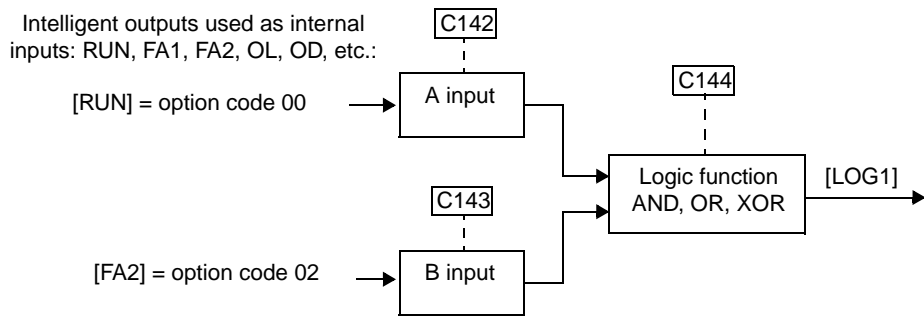 Intelligent outputs used as internal
inputs: RUN, FA1, FA2, OL, OD, etc.:
C142
[RUN] = option code 00
A input
C144
Logic function
AND, OR, XOR
[LOG1]
C143
[FA2] = option code 02
B input